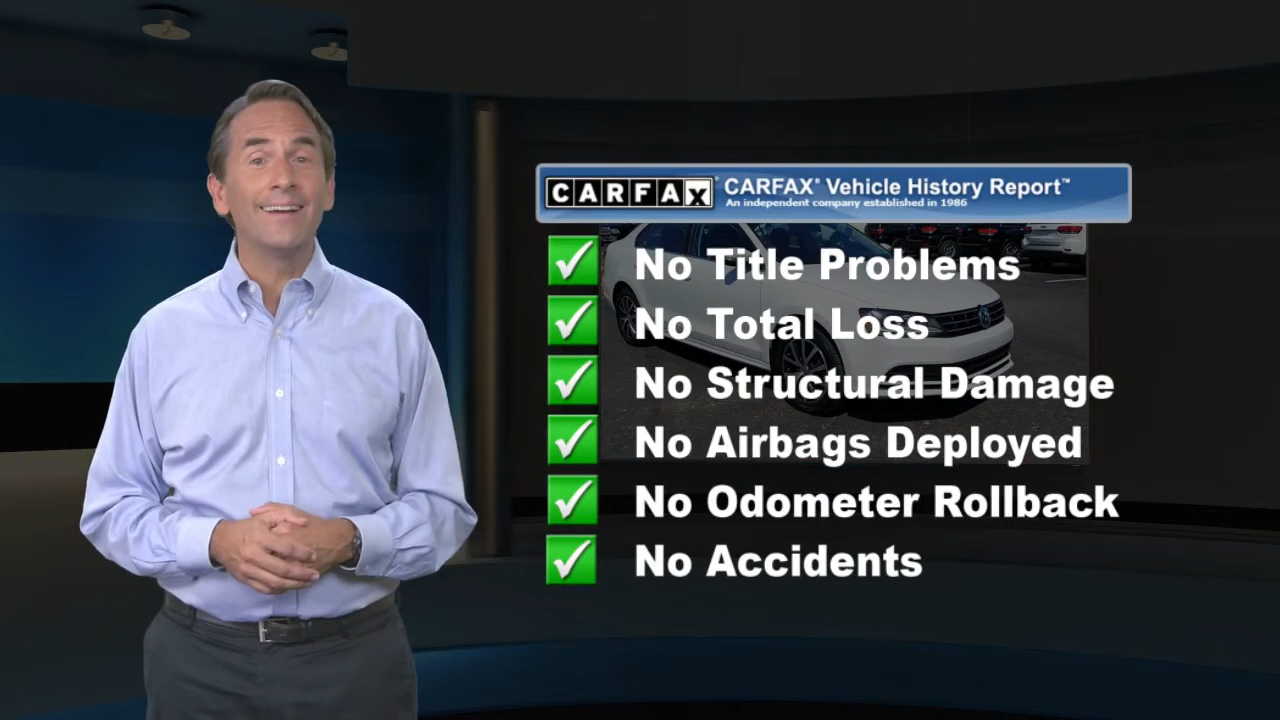 CARFAX® CARFAX® Vehicle History Report™
An independent company established in 1986
No Title Problems
No Total Loss
No Structural Damage
No Airbags Deployed
No Odometer Rollback
No Accidents